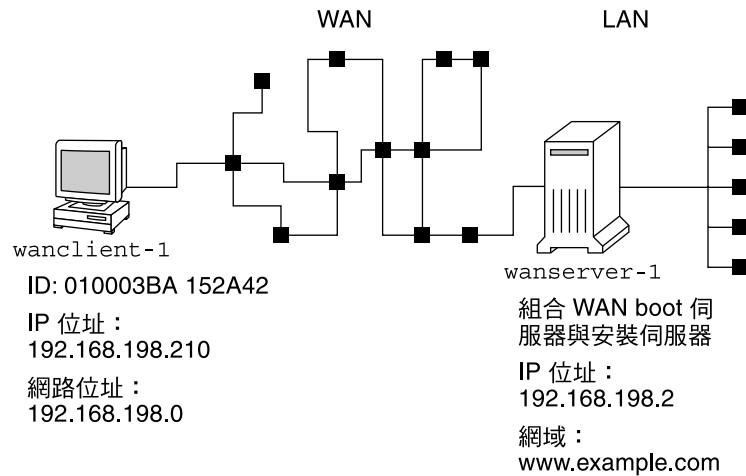 WAN
LAN
wanclient-1
ID: 010003BA 152A42
IP 位址：
192.168.198.210
網路位址：
192.168.198.0
wanserver-1
組合 WAN boot 伺
服器與安裝伺服器
IP 位址：
192.168.198.2
網域：
www.example.com